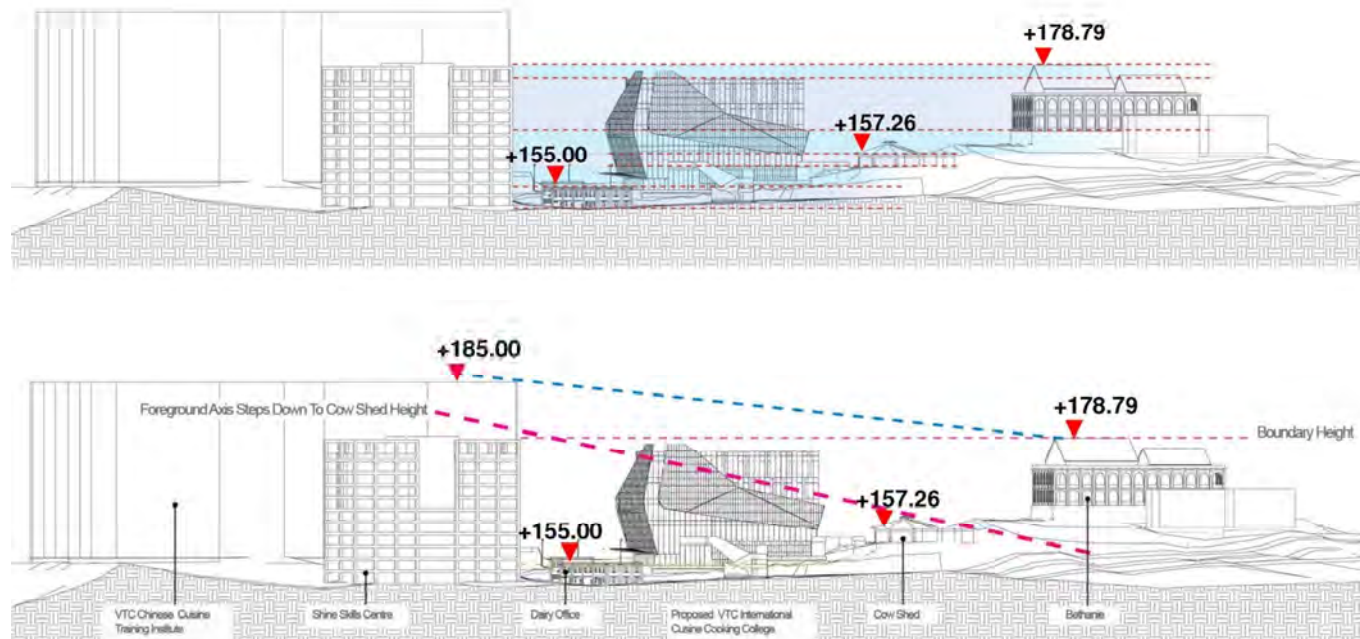 +178.79
+157.26
+155.00
+185.00
Foreground Axis Steps Down To Cow Shed Height
+178.79
Boundary Height
+157.26
+155.00
VTC Chinese Cuisine
Training Institute
Shine Skills Centre
Dairy Office
Proposed VTC International
Cuisine Cooking College
Cow Shed
Bethanie